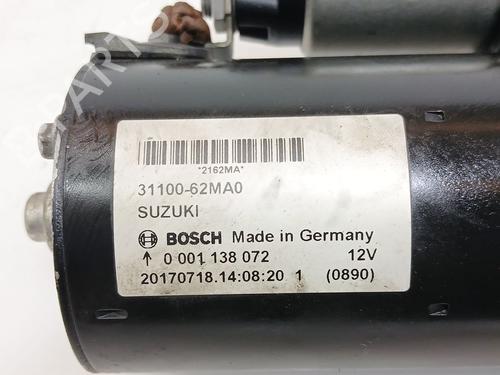 *2162MA*
31100-62MA0
SUZUKI
BOSCH Made in Germany
↑ 0 001 138 072 12V
20170718.14:08:20 1 (0890)